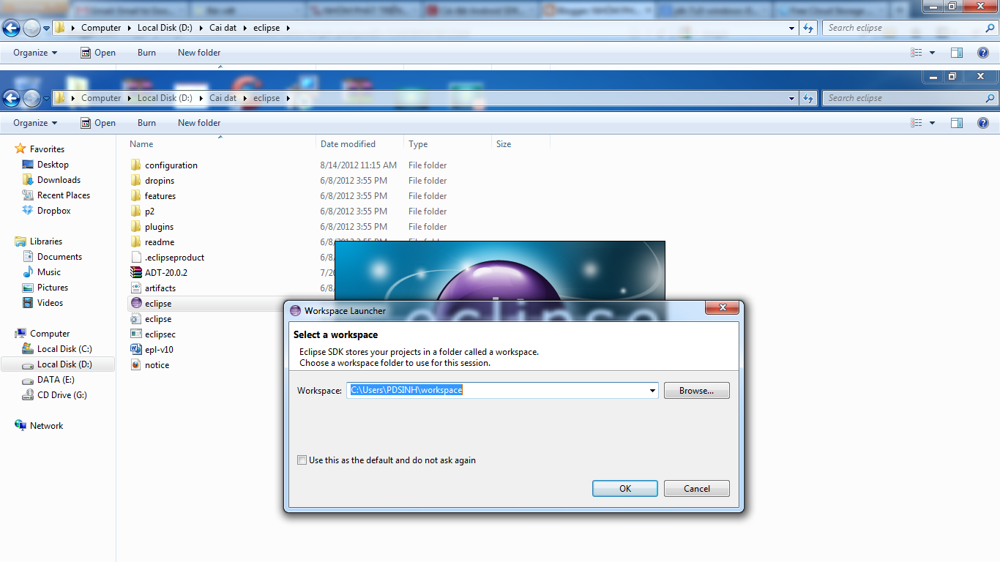 Computer Local Disk (D:) Cai dat eclipse
Search eclipse
Organize Open Burn New folder
Computer Local Disk (D:) Cai dat eclipse
Search eclipse
Organize Open Burn New folder
Name Date modified Type Size
Favorites
Desktop
Downloads
Recent Places
Dropbox
Libraries
Documents
Music
Pictures
Videos
Computer
Local Disk (C:)
Local Disk (D:)
DATA (E:)
CD Drive (G:)
Network
configuration 8/14/2012 11:15 AM File folder
dropins 6/8/2012 3:55 PM File folder
features 6/8/2012 3:55 PM File folder
p2 6/8/2012 3:55 PM File folder
plugins 6/8/2012 3:55 PM File folder
readme 6/8/2012 3:55 PM File folder
.eclipseproduct 6/8/
ADT-20.0.2 7/2
artifacts 6/8/
eclipse
eclipse
eclipsec
epl-v10
notice
eclipse
Workspace Launcher
Select a workspace
Eclipse SDK stores your projects in a folder called a workspace.
Choose a workspace folder to use for this session.
Workspace: C:\Users\PDSINH\workspace Browse...
Use this as the default and do not ask again
OK Cancel